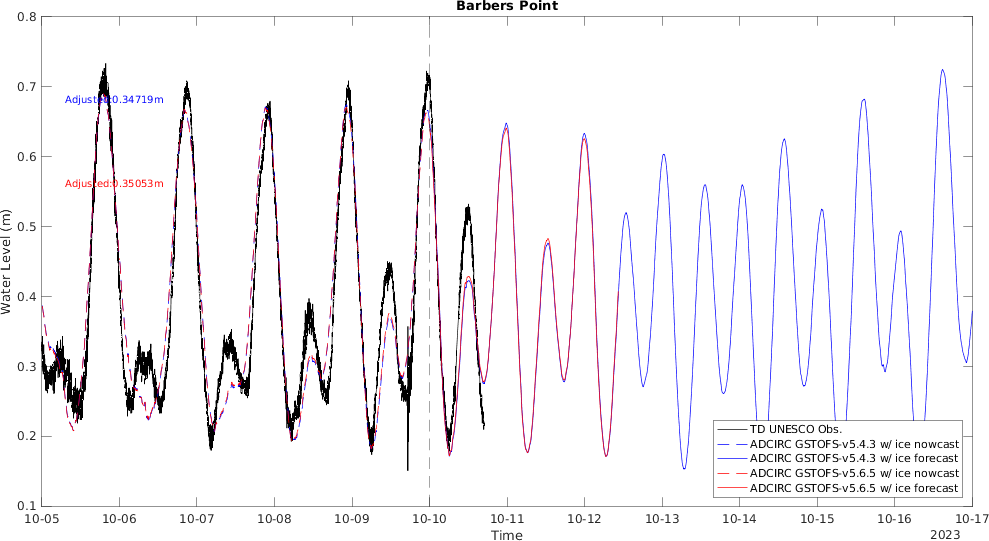 Barbers Point
0.8
0.7
0.6
0.5
0.4
0.3
0.2
0.1
Water Level (m)
Adjusted:0.34719m
Adjusted:0.35053m
TD UNESCO Obs.
ADCIRC GSTOFS-v5.4.3 w/ ice nowcast
ADCIRC GSTOFS-v5.4.3 w/ ice forecast
ADCIRC GSTOFS-v5.6.5 w/ ice nowcast
ADCIRC GSTOFS-v5.6.5 w/ ice forecast
10-05 10-06 10-07 10-08 10-09 10-10 10-11 10-12 10-13 10-14 10-15 10-16 10-17
Time
2023